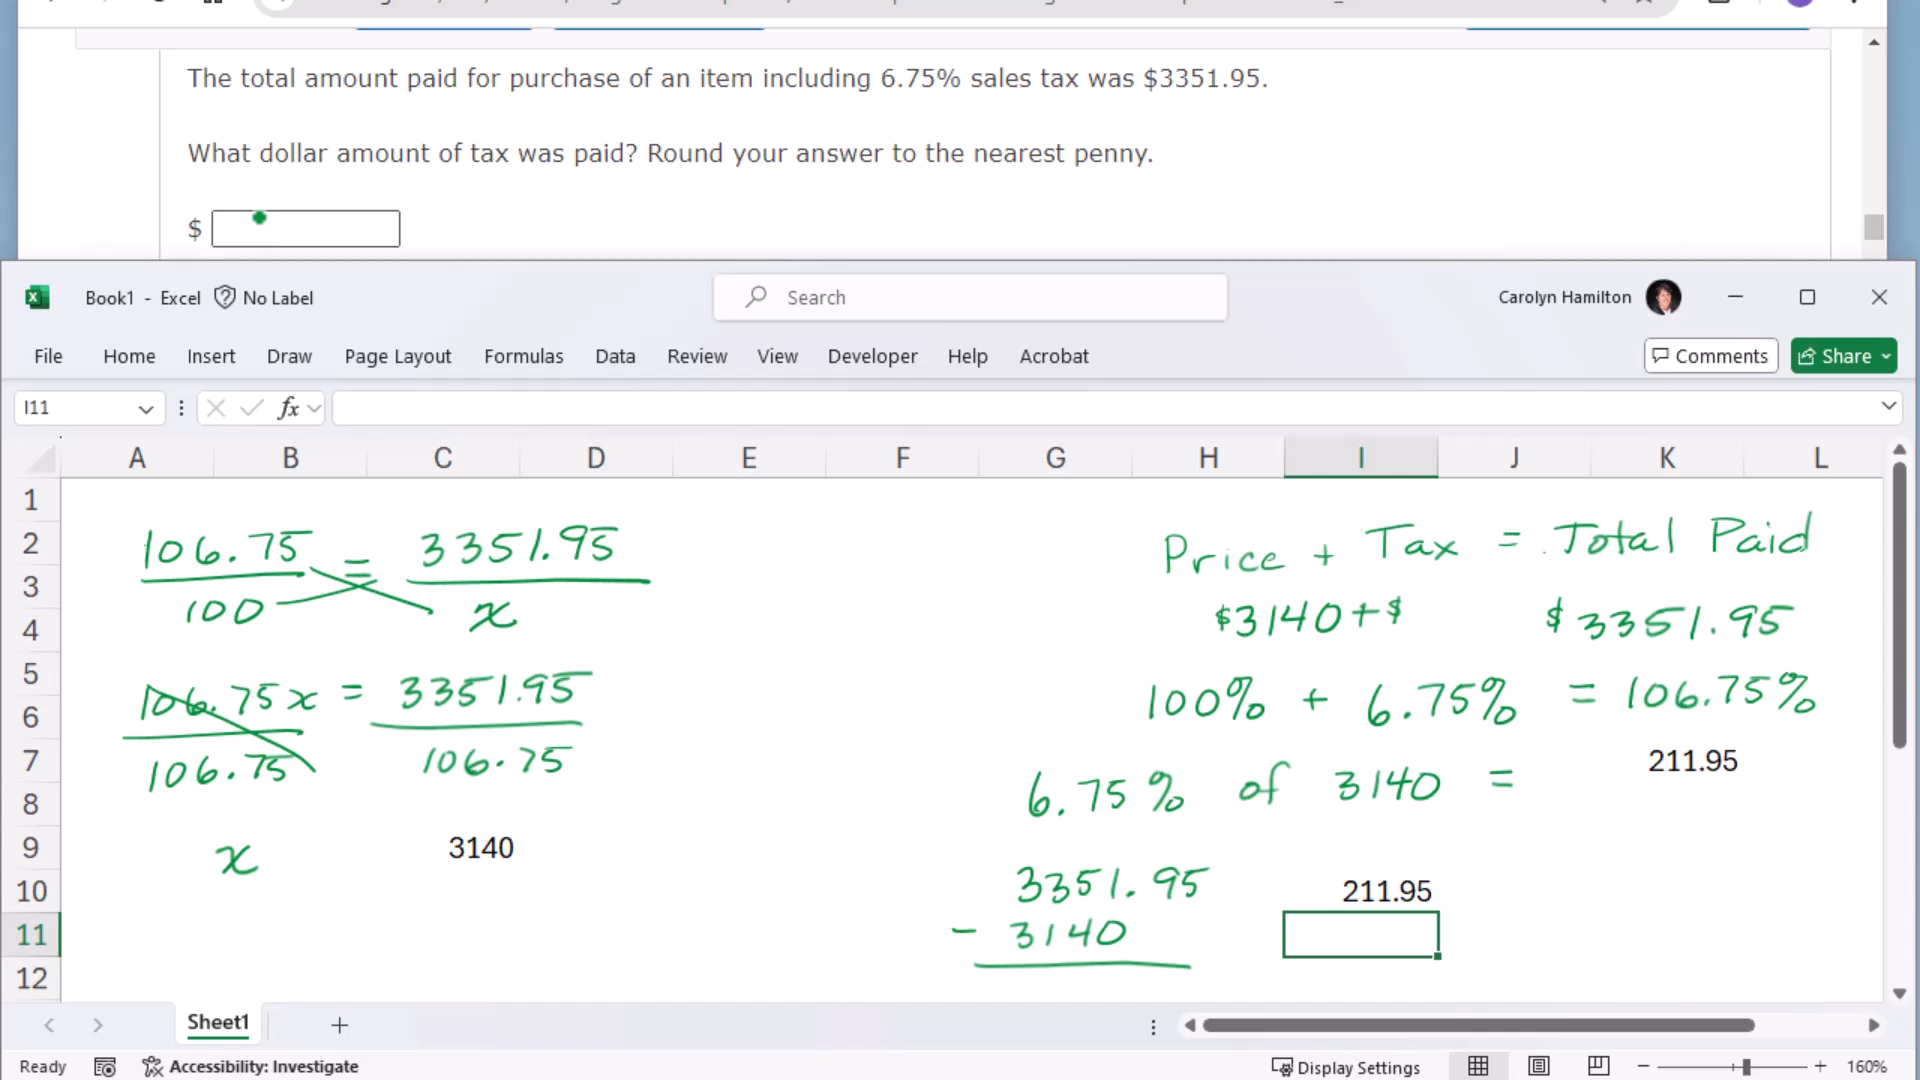 The total amount paid for purchase of an item including 6.75% sales tax was $3351.95.
What dollar amount of tax was paid? Round your answer to the nearest penny.
$
Book1 - Excel No Label
Search
Carolyn Hamilton
File Home Insert Draw Page Layout Formulas Data Review View Developer Help Acrobat
Comments Share
I11
fx
A B C D E F G H I J K L
1
2
3
4
5
6
7
8
9
10
11
12
106.75 = 3351.95
100 x
106.75x = 3351.95
106.75 106.75
x 3140
Price + Tax = Total Paid
$3140 + $ $3351.95
100% + 6.75% = 106.75%
6.75% of 3140 = 211.95
3351.95 211.95
- 3140
Sheet1 +
Ready Accessibility: Investigate Display Settings - + 160%